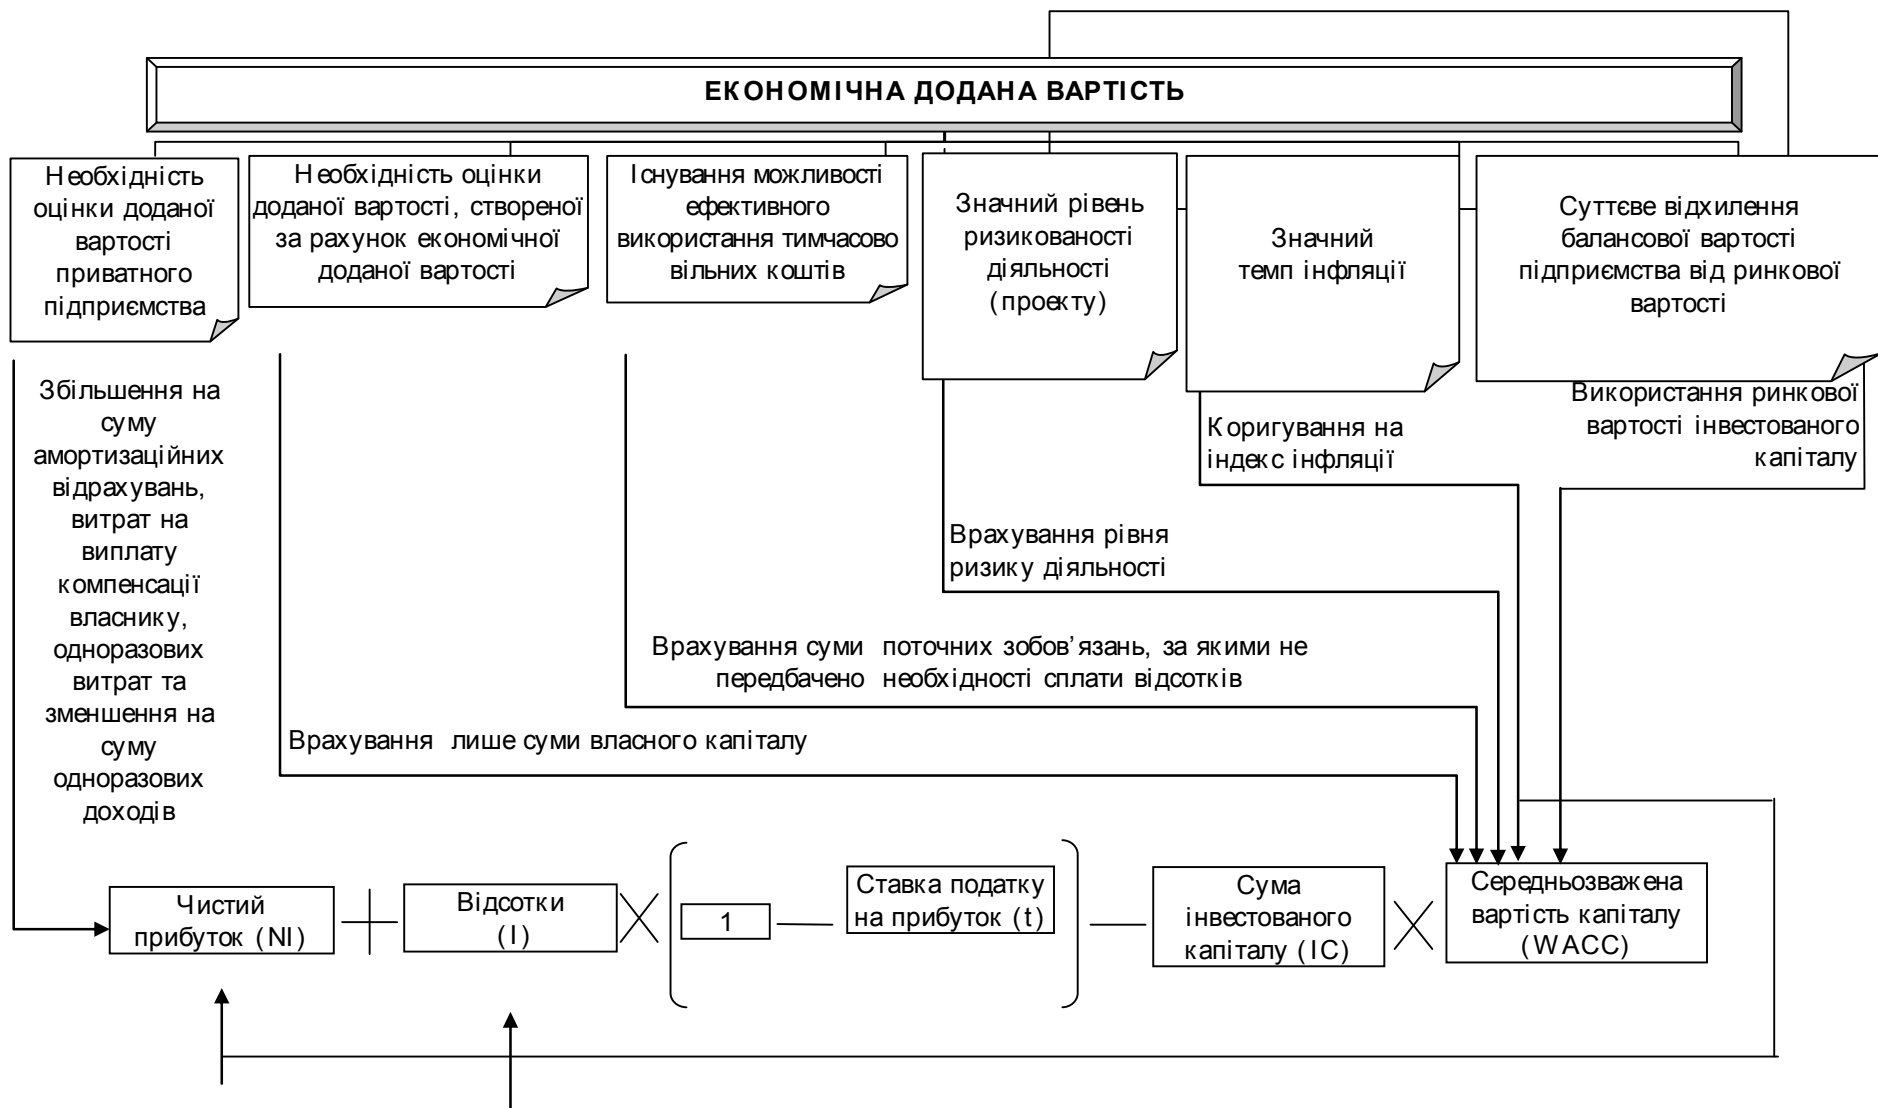 ЕКОНОМІЧНА ДОДАНА ВАРТІСТЬ
Необхідність
оцінки доданої
вартості
приватного
підприємства
Необхідність оцінки
доданої вартості, створеної
за рахунок економічної
доданої вартості
Існування можливості
ефективного
використання тимчасово
вільних коштів
Значний рівень
ризикованості
діяльності
(проекту)
Значний
темп інфляції
Суттєве відхилення
балансової вартості
підприємства від ринкової
вартості
Збільшення на
суму
амортизаційних
відрахувань,
витрат на
виплату
компенсації
власнику,
одноразових
витрат та
зменшення на
суму
одноразових
доходів
Використання ринкової
вартості інвестованого
капіталу
Коригування на
індекс інфляції
Врахування рівня
ризику діяльності
Врахування суми поточних зобов’язань, за якими не
передбачено необхідності сплати відсотків
Врахування лише суми власного капіталу
Чистий
прибуток (NI)
Відсотки
(I)
1
Ставка податку
на прибуток (t)
Сума
інвестованого
капіталу (IC)
Середньозважена
вартість капіталу
(WACC)